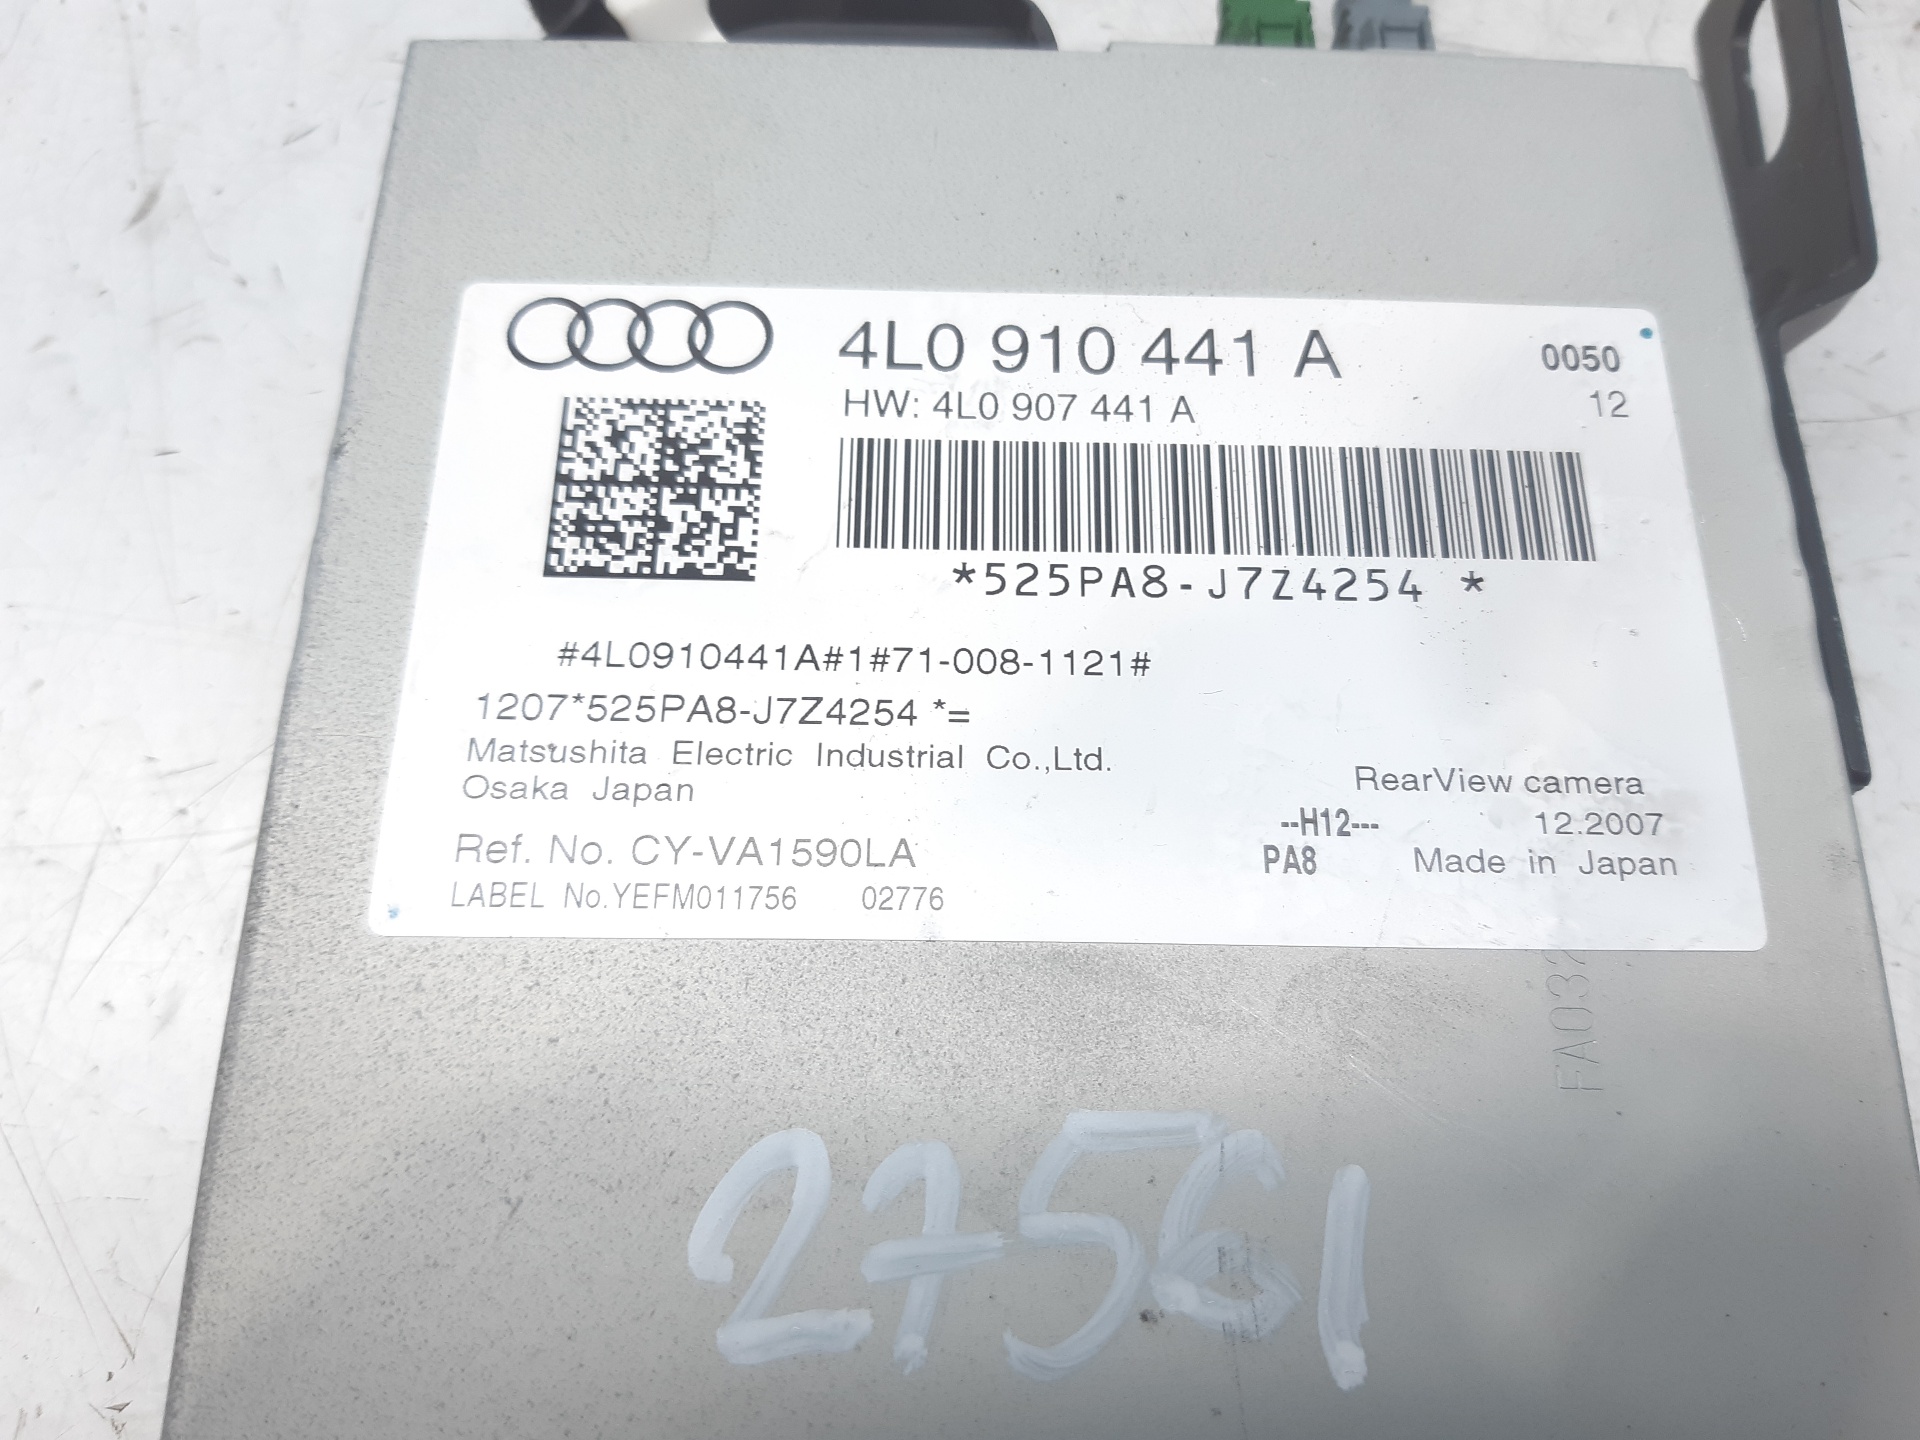 4L0 910 441 A
0050
HW: 4L0 907 441 A
12
*525PA8-J7Z4254 *
#4L0910441A#1#71-008-1121#
1207*525PA8-J7Z4254 *=
Matsushita Electric Industrial Co.,Ltd.
Osaka Japan
RearView camera
--H12---
12.2007
Ref. No. CY-VA1590LA
PA8
Made in Japan
LABEL No.YEFM011756 02776
27561